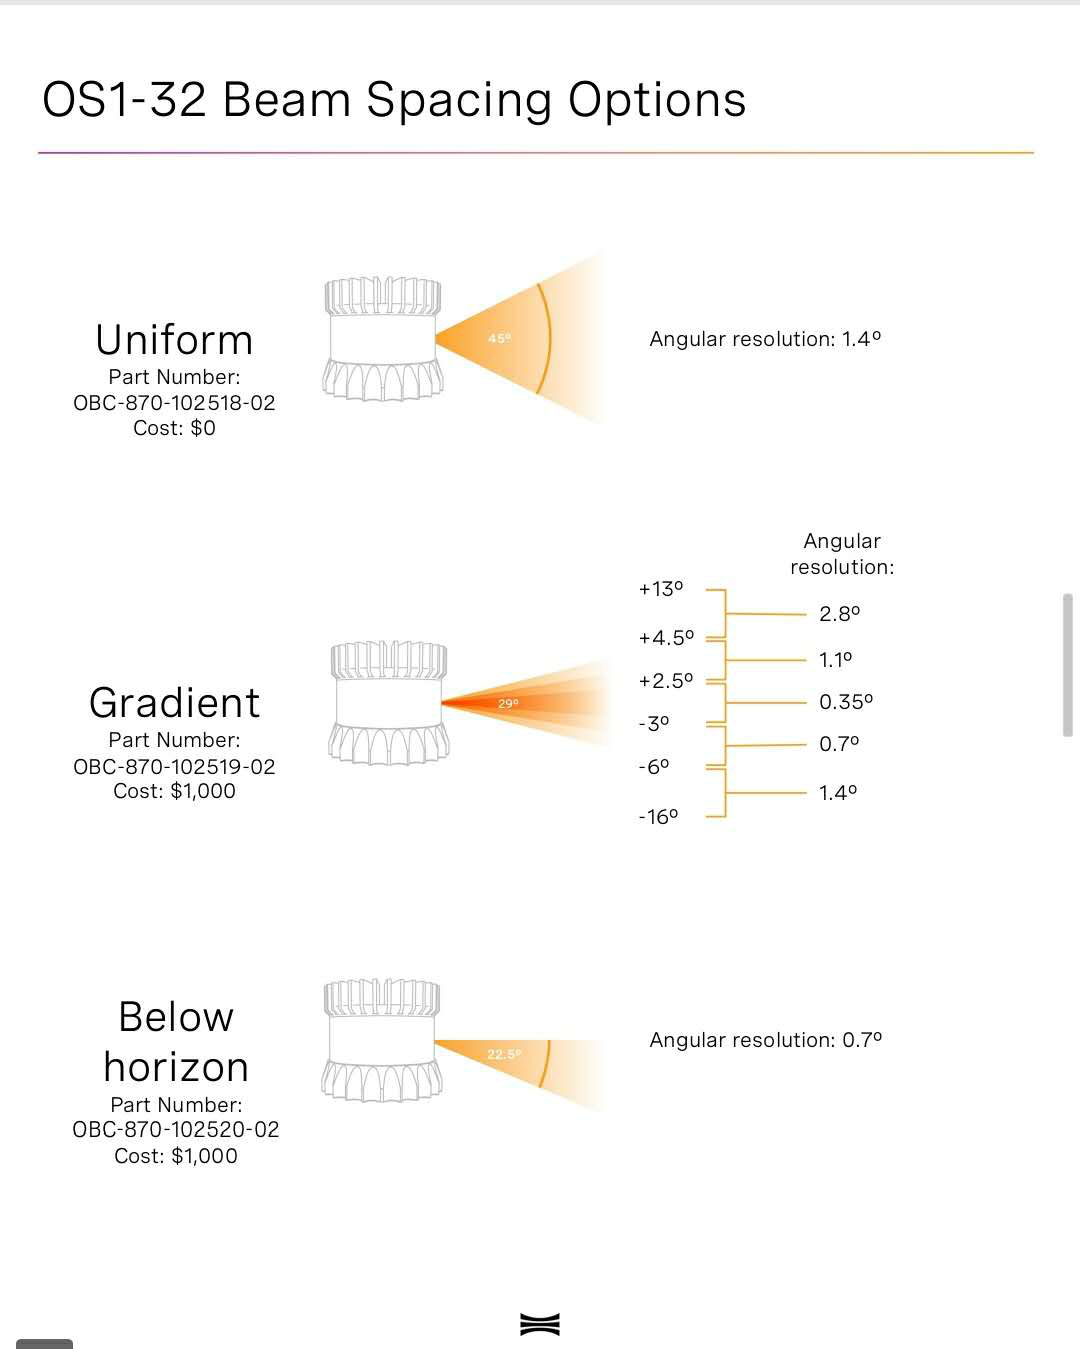 OS1-32 Beam Spacing Options
45º
Uniform
Part Number:
OBC-870-102518-02
Cost: $0
Angular resolution: 1.4º
Angular
resolution:
+13º
2.8º
+4.5º
1.1º
+2.5º
0.35º
-3º
0.7º
-6º
1.4º
-16º
29º
Gradient
Part Number:
OBC-870-102519-02
Cost: $1,000
Below
horizon
Part Number:
OBC-870-102520-02
Cost: $1,000
22.5º
Angular resolution: 0.7º